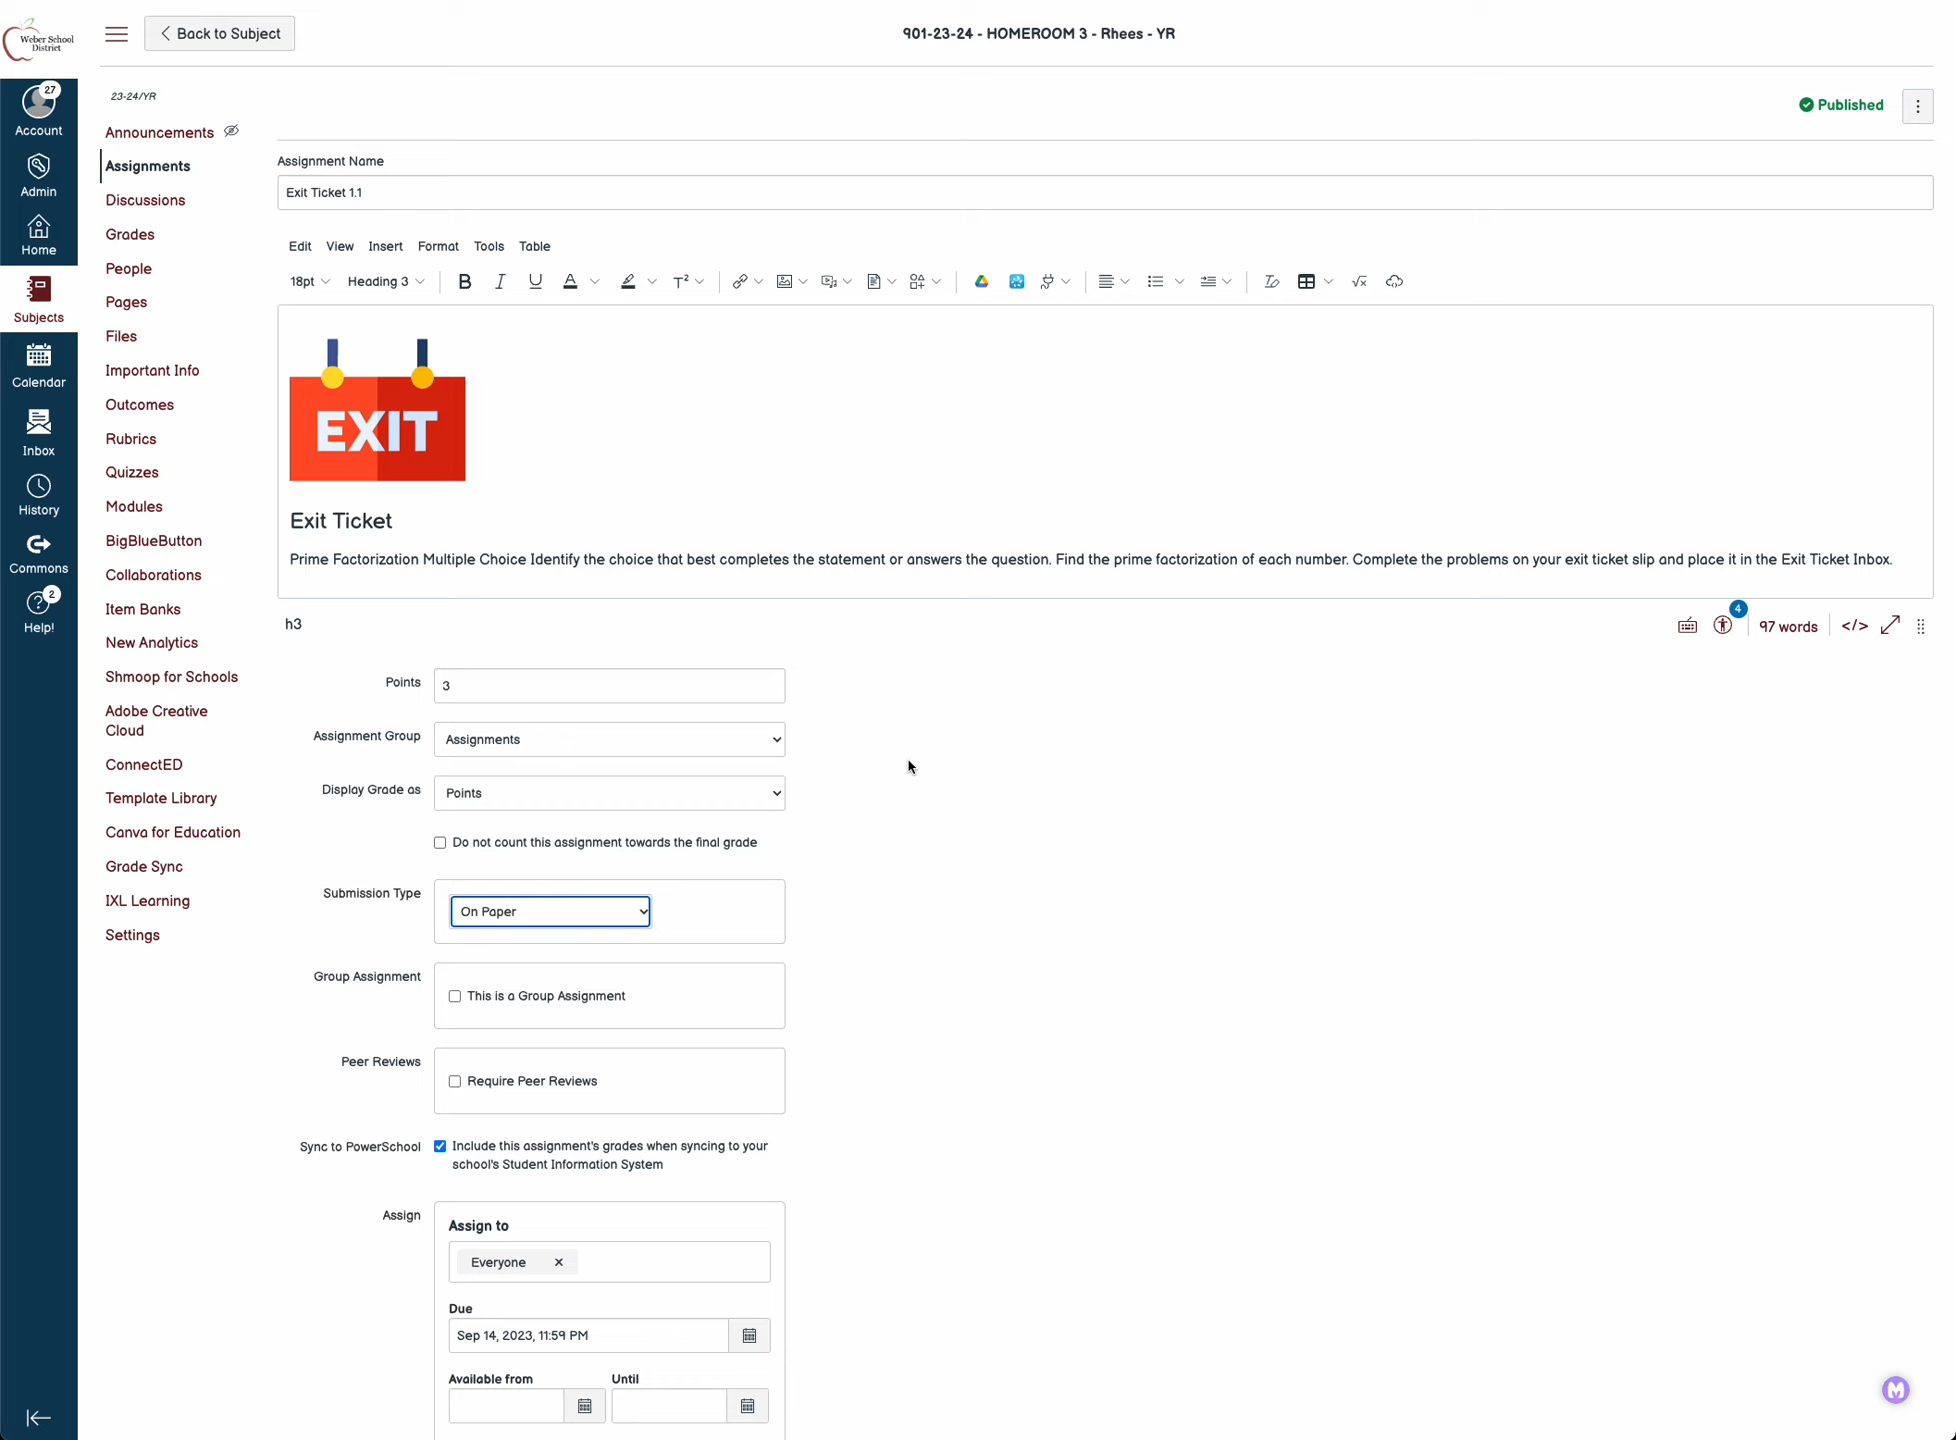 Weber School
District
Back to Subject
901-23-24 - HOMEROOM 3 - Rhees - YR
27
Account
Admin
Home
Subjects
Calendar
Inbox
History
Commons
2
Help!
23-24/YR
Announcements
Assignments
Discussions
Grades
People
Pages
Files
Important Info
Outcomes
Rubrics
Quizzes
Modules
BigBlueButton
Collaborations
Item Banks
New Analytics
Shmoop for Schools
Adobe Creative
Cloud
ConnectED
Template Library
Canva for Education
Grade Sync
IXL Learning
Settings
Published
Assignment Name
Exit Ticket 1.1
Edit View Insert Format Tools Table
18pt Heading 3 B I U A T²
EXIT
Exit Ticket
Prime Factorization Multiple Choice Identify the choice that best completes the statement or answers the question. Find the prime factorization of each number. Complete the problems on your exit ticket slip and place it in the Exit Ticket Inbox.
h3
4
97 words
</>
Points
3
Assignment Group
Assignments
Display Grade as
Points
Do not count this assignment towards the final grade
Submission Type
On Paper
Group Assignment
This is a Group Assignment
Peer Reviews
Require Peer Reviews
Sync to PowerSchool
Include this assignment's grades when syncing to your
school's Student Information System
Assign
Assign to
Everyone ×
Due
Sep 14, 2023, 11:59 PM
Available from Until
M